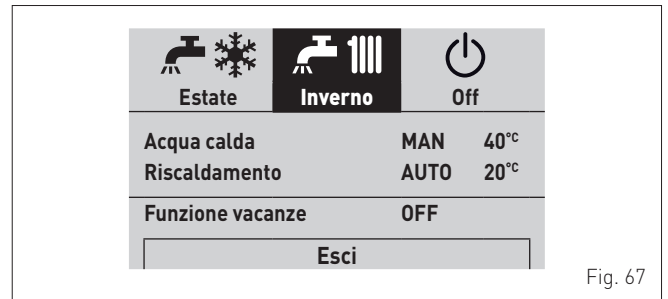 Estate Inverno Off
Acqua calda MAN 40°C
Riscaldamento AUTO 20°C
Funzione vacanze OFF
Esci
Fig. 67